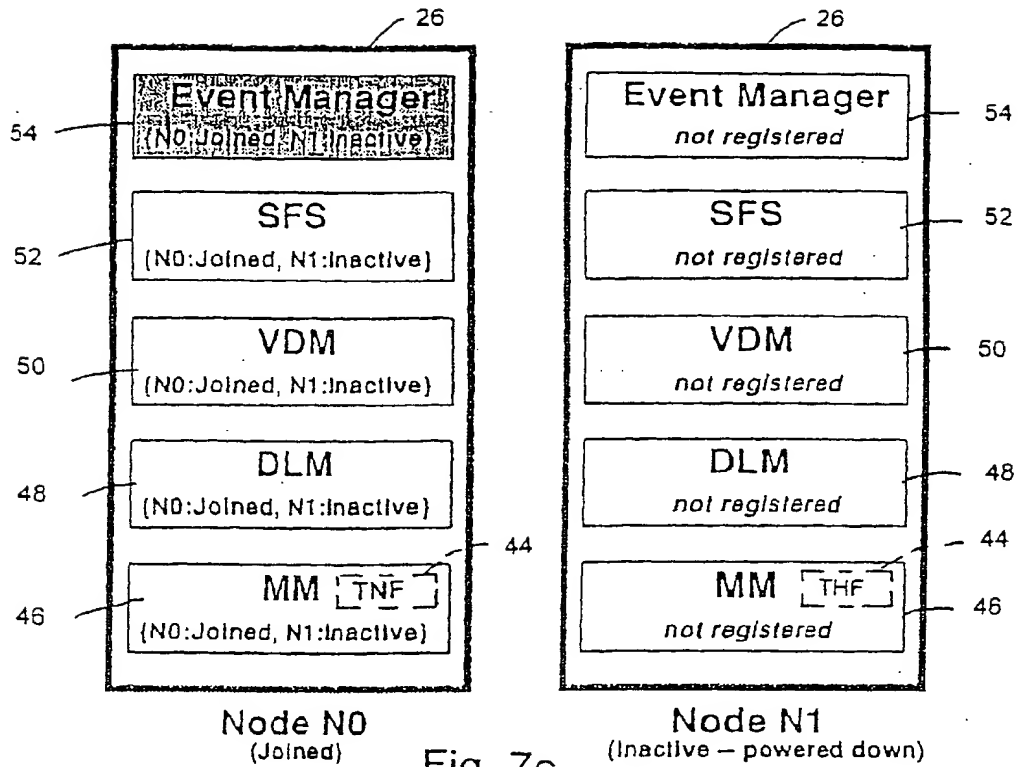 26
26
Event Manager
(N0:Joined, N1:Inactive)
54
Event Manager
not registered
54
SFS
(N0:Joined, N1:Inactive)
52
SFS
not registered
52
VDM
(N0:Joined, N1:Inactive)
50
VDM
not registered
50
DLM
(N0:Joined, N1:Inactive)
48
DLM
not registered
48
44
44
MM TNF
(N0:Joined, N1:Inactive)
46
MM THF
not registered
46
Node N0
(Joined)
Node N1
(Inactive – powered down)
Fig.